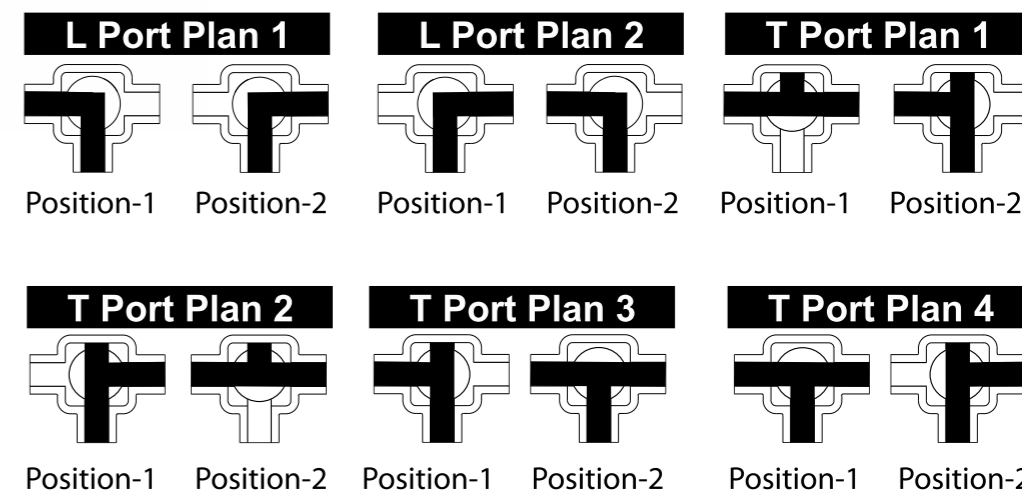 L Port Plan 1
L Port Plan 2
T Port Plan 1
Position-1
Position-2
Position-1
Position-2
Position-1
Position-2
T Port Plan 2
T Port Plan 3
T Port Plan 4
Position-1
Position-2
Position-1
Position-2
Position-1
Position-2